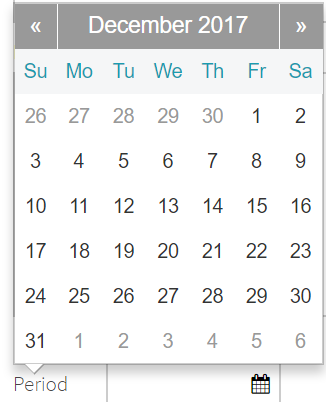 « December 2017 »
Su Mo Tu We Th Fr Sa
26 27 28 29 30 1 2
3 4 5 6 7 8 9
10 11 12 13 14 15 16
17 18 19 20 21 22 23
24 25 26 27 28 29 30
31 1 2 3 4 5 6
Period